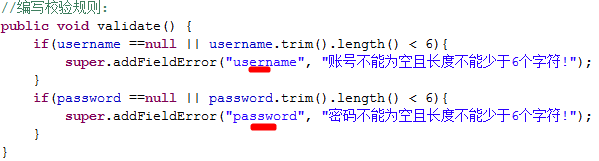 //编写校验规则:
public void validate() {
if(username ==null || username.trim().length() < 6){
super.addFieldError("username", "账号不能为空且长度不能少于6个字符!");
}
if(password ==null || password.trim().length() < 6){
super.addFieldError("password", "密码不能为空且长度不能少于6个字符!");
}
}